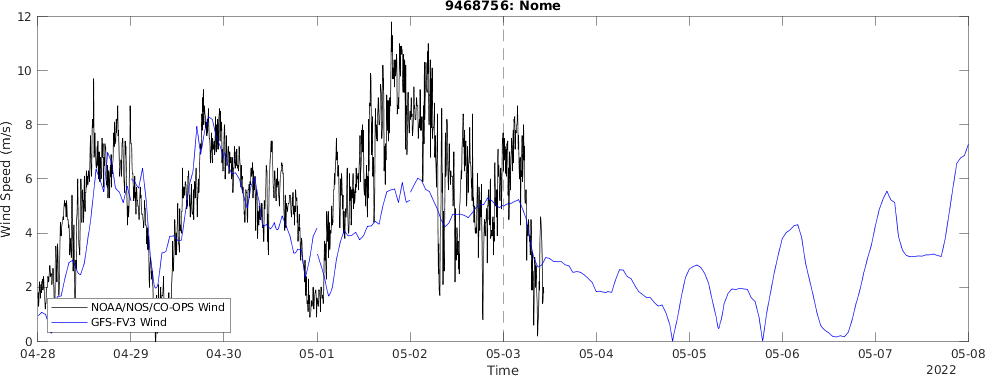 9468756: Nome
Wind Speed (m/s)
12
10
8
6
4
2
0
NOAA/NOS/CO-OPS Wind
GFS-FV3 Wind
04-28 04-29 04-30 05-01 05-02 05-03 05-04 05-05 05-06 05-07 05-08
Time
2022